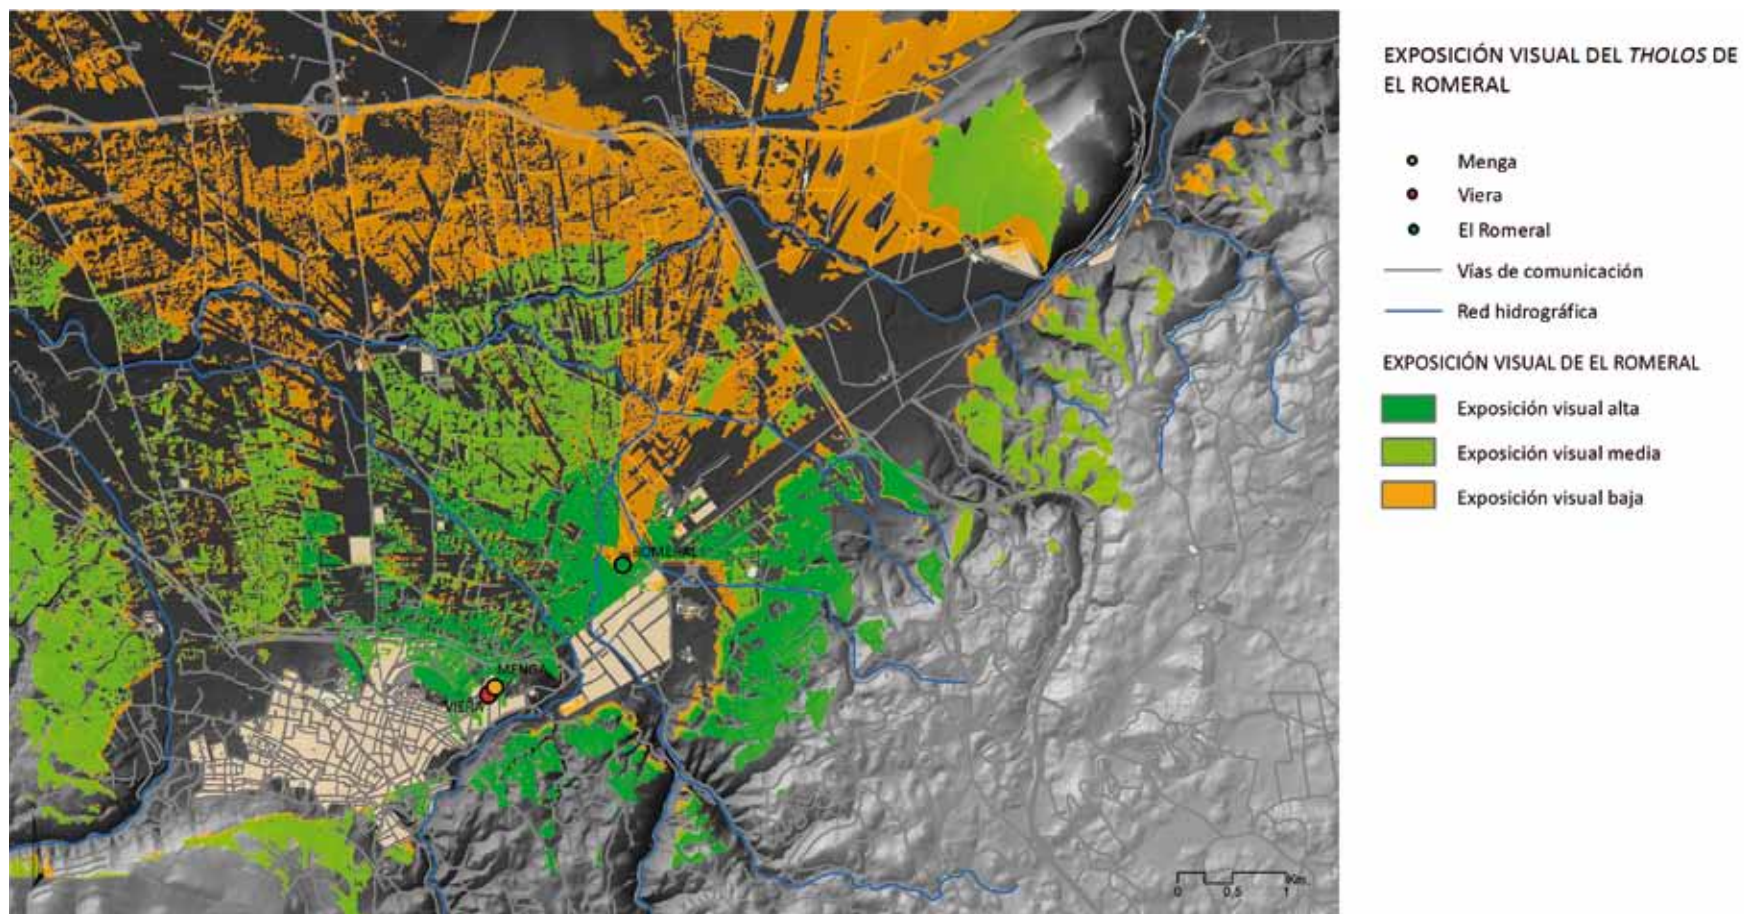 EXPOSICIÓN VISUAL DEL THOLOS DE
EL ROMERAL
Menga
Viera
El Romeral
Vías de comunicación
Red hidrográfica
EXPOSICIÓN VISUAL DE EL ROMERAL
Exposición visual alta
Exposición visual media
Exposición visual baja
ROMERAL
MENGA
VIERA
Km
0 0,5 1